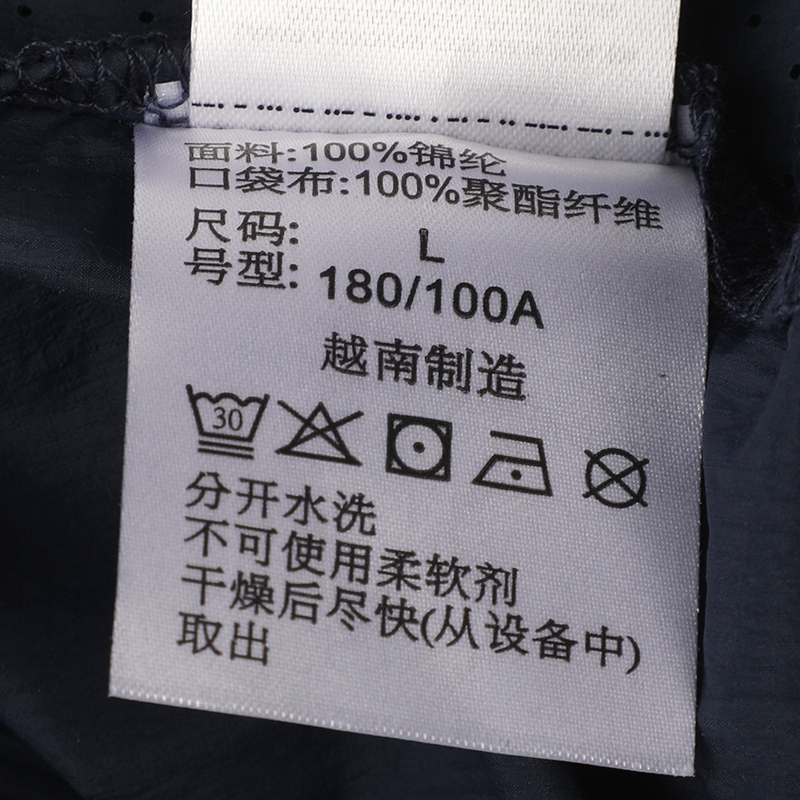 面料:100%锦纶
口袋布:100%聚酯纤维
尺码: L
号型: 180/100A
越南制造
30
分开水洗
不可使用柔软剂
干燥后尽快(从设备中)
取出